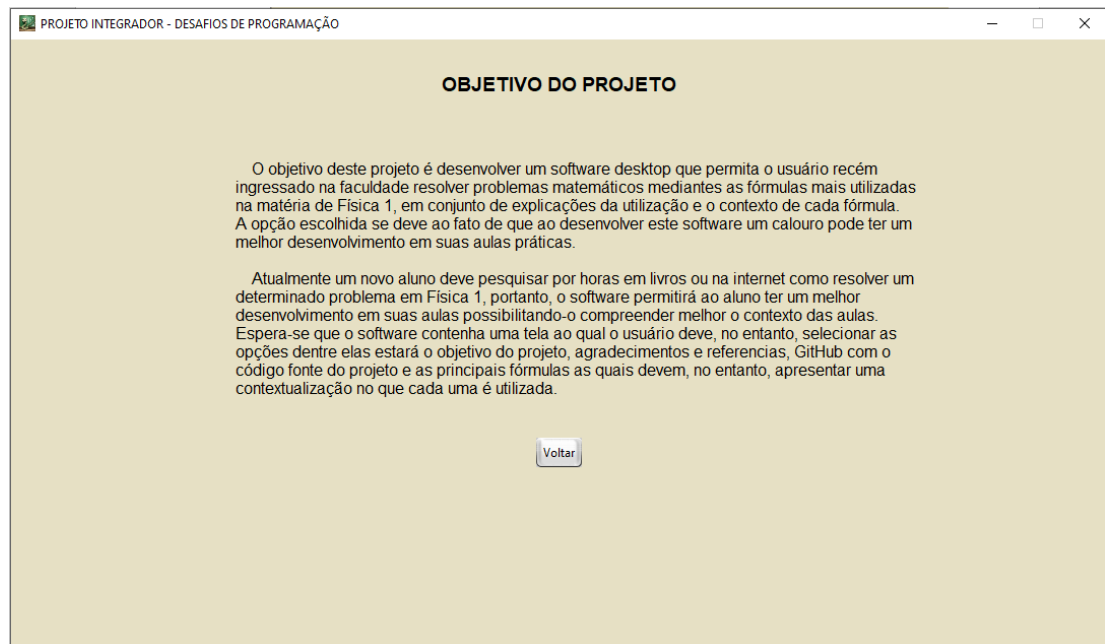 PROJETO INTEGRADOR - DESAFIOS DE PROGRAMAÇÃO
OBJETIVO DO PROJETO
O objetivo deste projeto é desenvolver um software desktop que permita o usuário recém
ingressado na faculdade resolver problemas matemáticos mediantes as fórmulas mais utilizadas
na matéria de Física 1, em conjunto de explicações da utilização e o contexto de cada fórmula.
A opção escolhida se deve ao fato de que ao desenvolver este software um calouro pode ter um
melhor desenvolvimento em suas aulas práticas.
Atualmente um novo aluno deve pesquisar por horas em livros ou na internet como resolver um
determinado problema em Física 1, portanto, o software permitirá ao aluno ter um melhor
desenvolvimento em suas aulas possibilitando-o compreender melhor o contexto das aulas.
Espera-se que o software contenha uma tela ao qual o usuário deve, no entanto, selecionar as
opções dentre elas estará o objetivo do projeto, agradecimentos e referencias, GitHub com o
código fonte do projeto e as principais fórmulas as quais devem, no entanto, apresentar uma
contextualização no que cada uma é utilizada.
Voltar